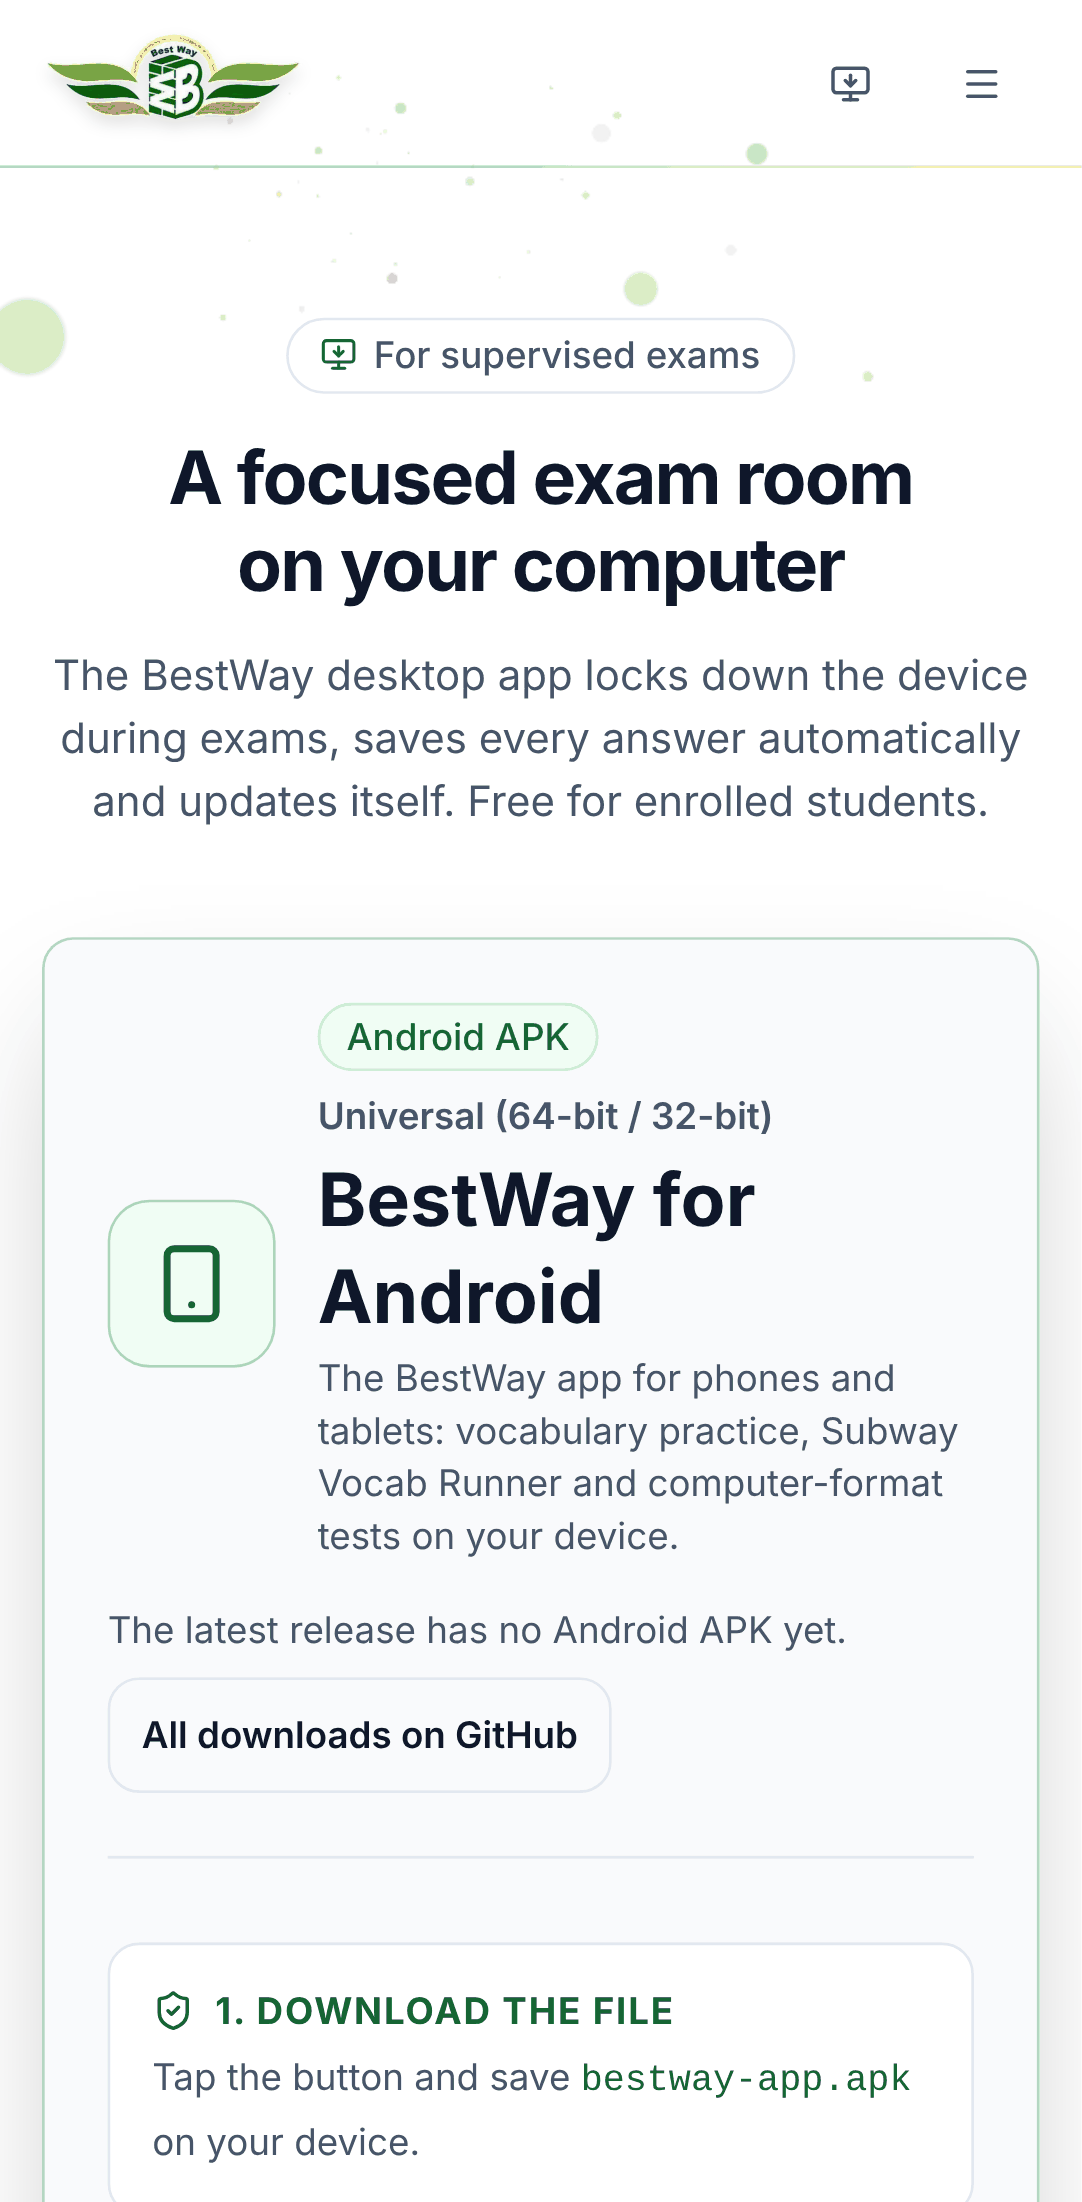 Best Way
B
For supervised exams
A focused exam room
on your computer
The BestWay desktop app locks down the device
during exams, saves every answer automatically
and updates itself. Free for enrolled students.
Android APK
Universal (64-bit / 32-bit)
BestWay for
Android
The BestWay app for phones and
tablets: vocabulary practice, Subway
Vocab Runner and computer-format
tests on your device.
The latest release has no Android APK yet.
All downloads on GitHub
1. DOWNLOAD THE FILE
Tap the button and save bestway-app.apk
on your device.